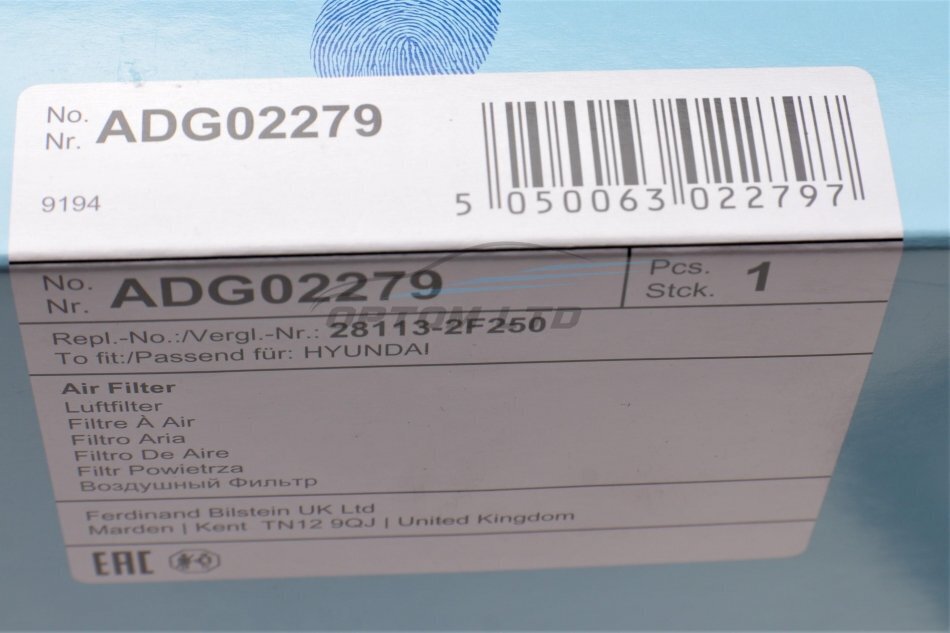 No.
Nr. ADG02279
9194
5 050063 022797
No.
Nr. ADG02279
Pcs.
Stck. 1
OPTOM LTD
Repl.-No.:/Vergl.-Nr.: 28113-2F250
To fit:/Passend für: HYUNDAI
Air Filter
Luftfilter
Filtre À Air
Filtro Aria
Filtro De Aire
Filtr Powietrza
Воздушный Фильтр
Ferdinand Bilstein UK Ltd
Marden | Kent TN12 9QJ | United Kingdom
EAC